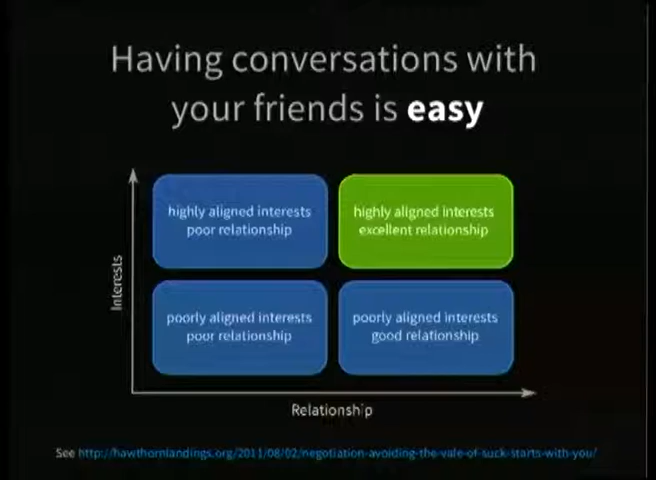 Having conversations with
your friends is easy
highly aligned interests
poor relationship
highly aligned interests
excellent relationship
Interests
poorly aligned interests
poor relationship
poorly aligned interests
good relationship
Relationship
See http://hawthornlandings.org/2011/08/02/negotiation-avoiding-the-vale-of-suck-starts-with-you/